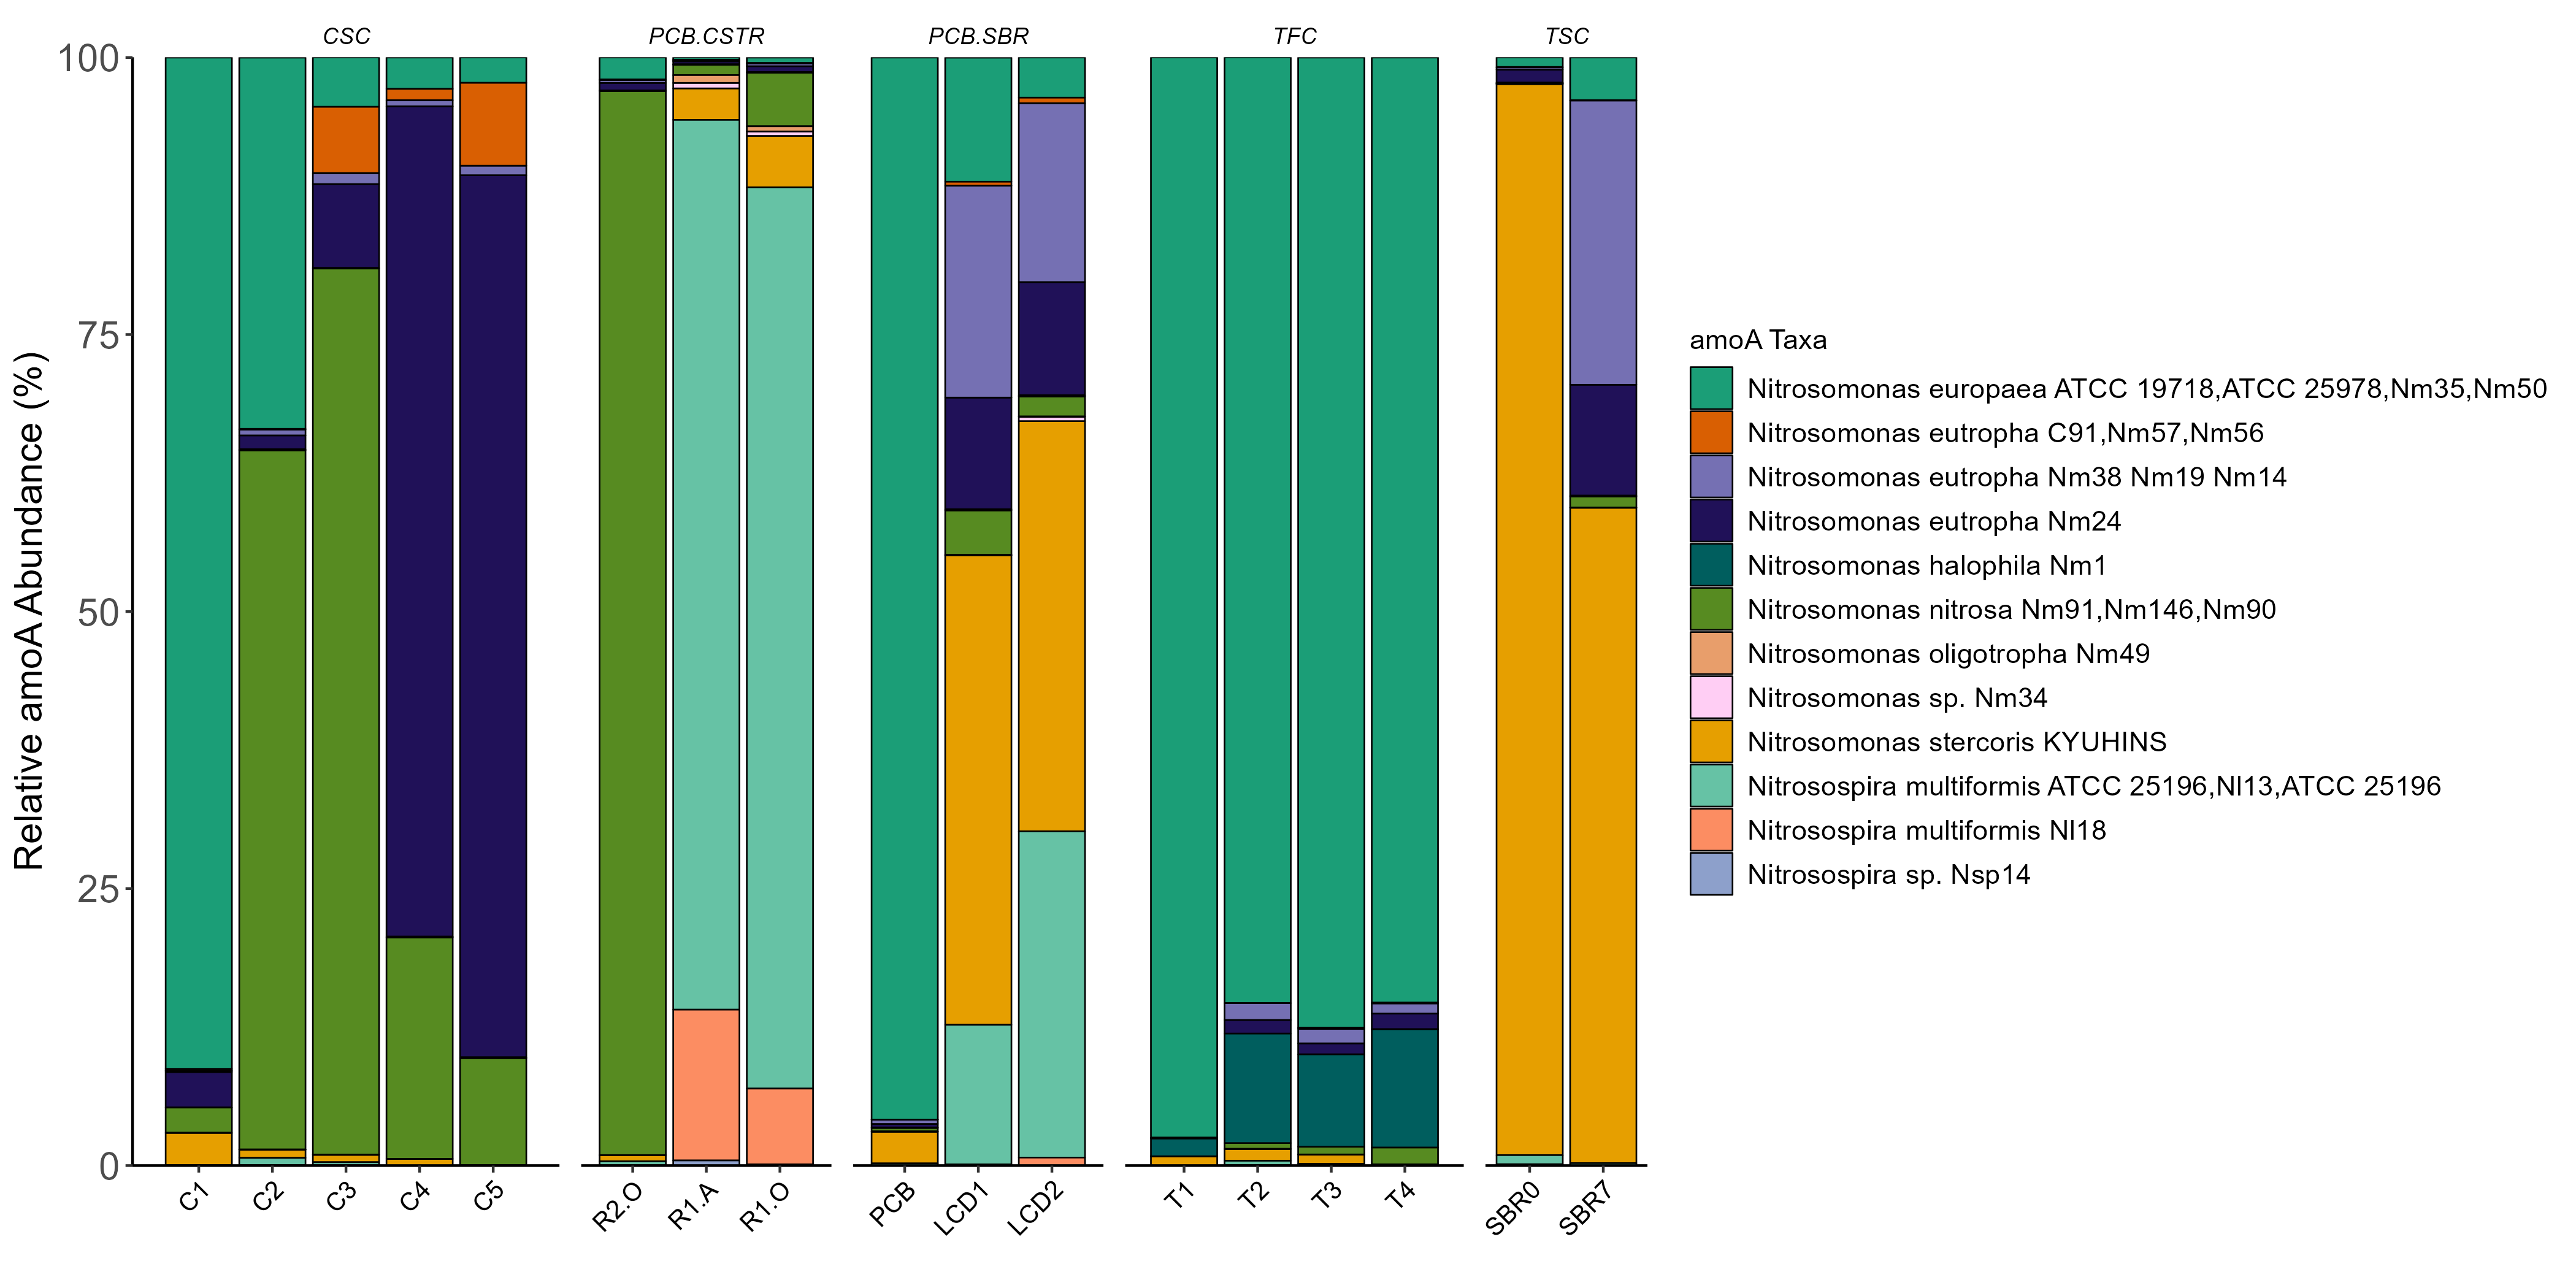 CSC PCB.CSTR PCB.SBR TFC TSC
Relative amoA Abundance (%)
100
75
50
25
0
C1 C2 C3 C4 C5 R2.O R1.A R1.O PCB LCD1 LCD2 T1 T2 T3 T4 SBR0 SBR7
amoA Taxa
Nitrosomonas europaea ATCC 19718,ATCC 25978,Nm35,Nm50
Nitrosomonas eutropha C91,Nm57,Nm56
Nitrosomonas eutropha Nm38 Nm19 Nm14
Nitrosomonas eutropha Nm24
Nitrosomonas halophila Nm1
Nitrosomonas nitrosa Nm91,Nm146,Nm90
Nitrosomonas oligotropha Nm49
Nitrosomonas sp. Nm34
Nitrosomonas stercoris KYUHINS
Nitrosospira multiformis ATCC 25196,Nl13,ATCC 25196
Nitrosospira multiformis Nl18
Nitrosospira sp. Nsp14